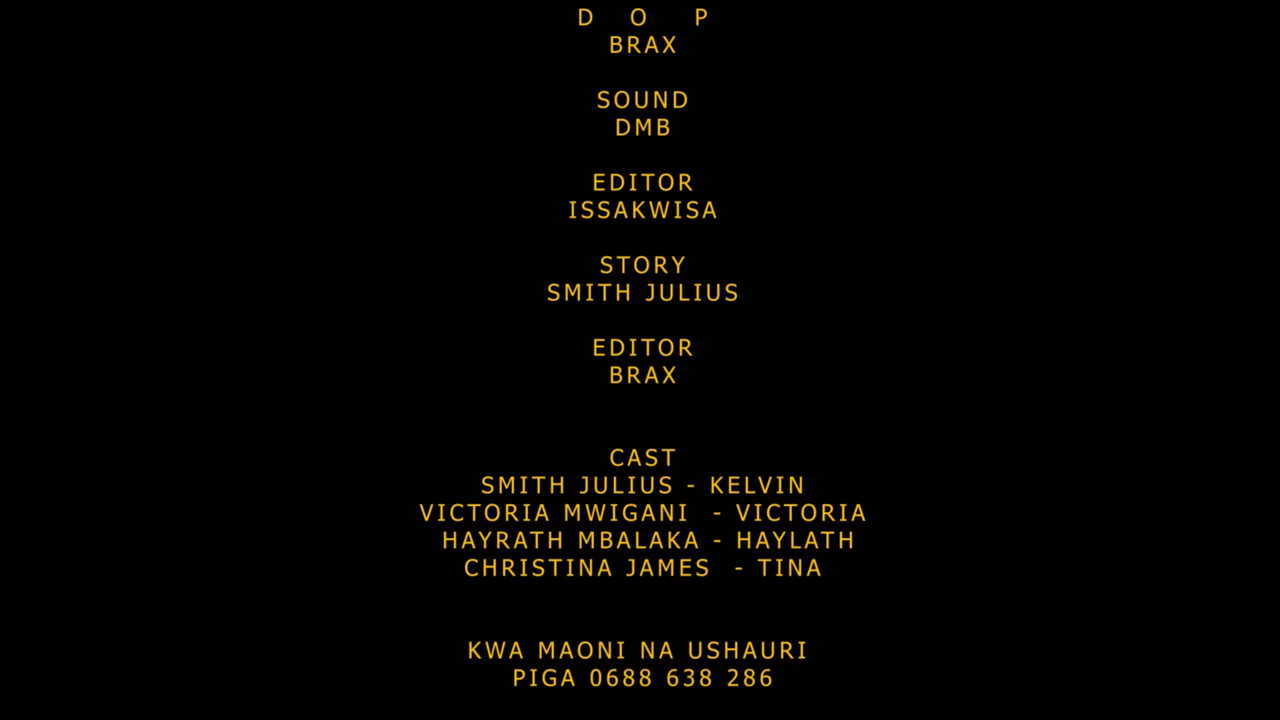 D O P
BRAX
SOUND
DMB
EDITOR
ISSAKWISA
STORY
SMITH JULIUS
EDITOR
BRAX
CAST
SMITH JULIUS - KELVIN
VICTORIA MWIGANI - VICTORIA
HAYRATH MBALAKA - HAYLATH
CHRISTINA JAMES - TINA
KWA MAONI NA USHAURI
PIGA 0688 638 286